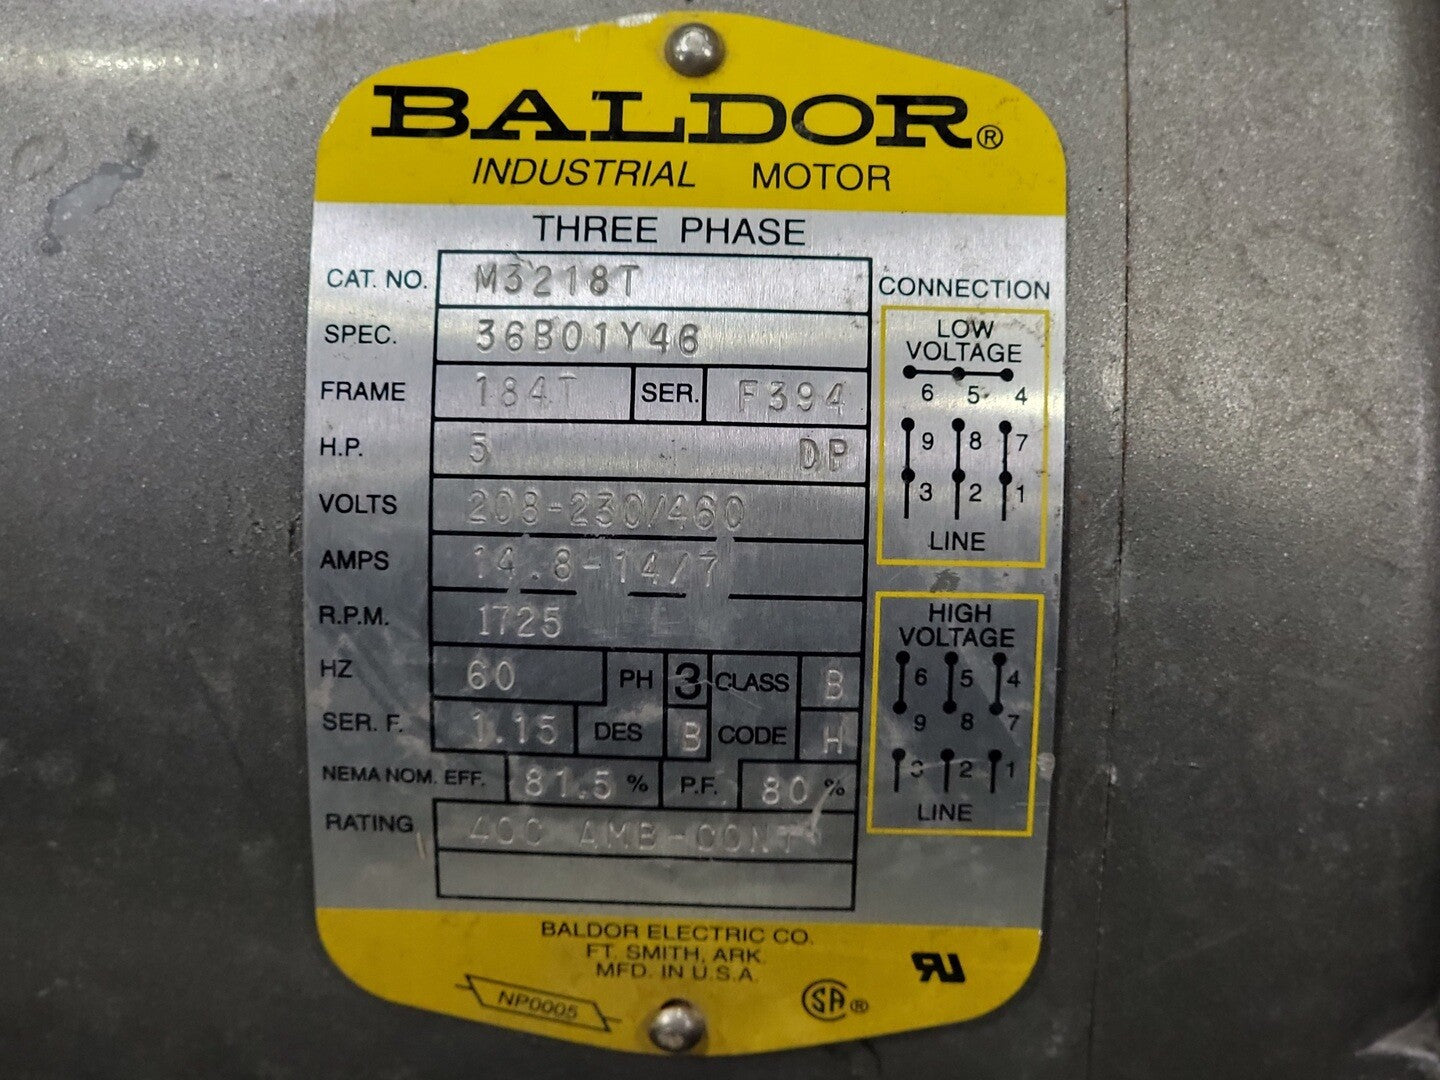 BALDOR®
INDUSTRIAL MOTOR
THREE PHASE
CAT. NO. M3218T
SPEC. 36B01Y46
FRAME 184T SER. F394
H.P. 5 DP
VOLTS 208-230/460
AMPS 14.8-14/7
R.P.M. 1725
HZ 60 PH 3 CLASS B
SER. F. 1.15 DES B CODE H
NEMA NOM. EFF. 81.5 % P.F. 80 %
RATING 40C AMB-CONT
CONNECTION
LOW
VOLTAGE
6 5 4
9 8 7
3 2 1
LINE
HIGH
VOLTAGE
6 5 4
9 8 7
3 2 1
LINE
BALDOR ELECTRIC CO.
FT. SMITH, ARK.
MFD. IN U.S.A.
NP0005
SA®
RU